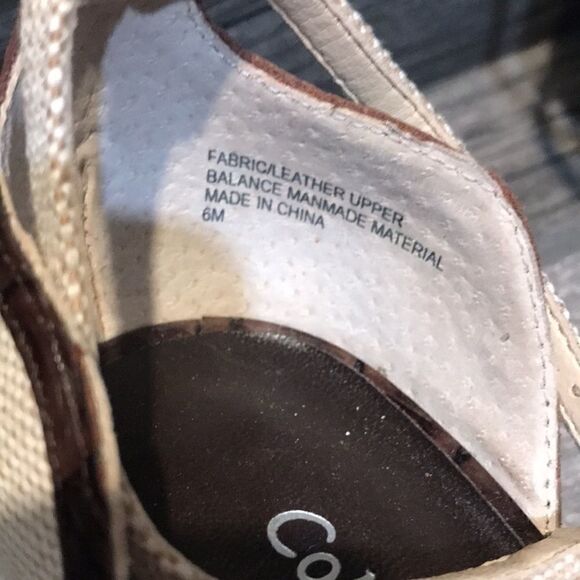 FABRIC/LEATHER UPPER
BALANCE MANMADE MATERIAL
MADE IN CHINA
6M